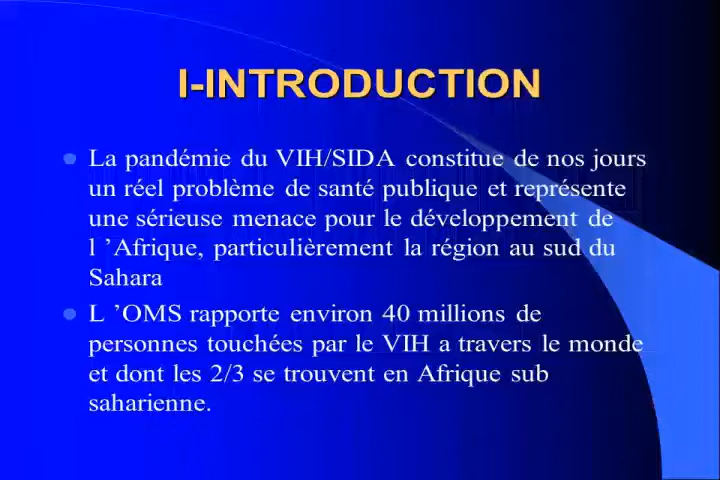 I-INTRODUCTION
La pandémie du VIH/SIDA constitue de nos jours
un réel problème de santé publique et représente
une sérieuse menace pour le développement de
l ’Afrique, particulièrement la région au sud du
Sahara
L ’OMS rapporte environ 40 millions de
personnes touchées par le VIH a travers le monde
et dont les 2/3 se trouvent en Afrique sub
saharienne.